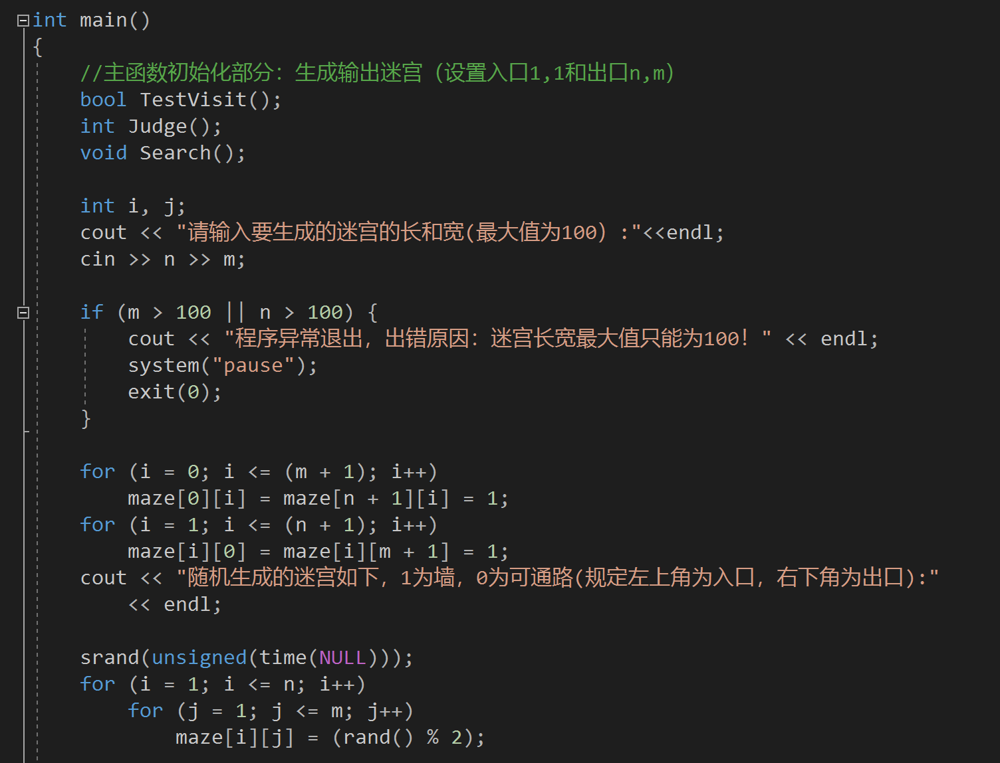 int main()
{
//主函数初始化部分：生成输出迷宫（设置入口1,1和出口n,m）
bool TestVisit();
int Judge();
void Search();
int i, j;
cout << "请输入要生成的迷宫的长和宽(最大值为100）:"<<endl;
cin >> n >> m;
if (m > 100 || n > 100) {
cout << "程序异常退出，出错原因：迷宫长宽最大值只能为100！" << endl;
system("pause");
exit(0);
}
for (i = 0; i <= (m + 1); i++)
maze[0][i] = maze[n + 1][i] = 1;
for (i = 1; i <= (n + 1); i++)
maze[i][0] = maze[i][m + 1] = 1;
cout << "随机生成的迷宫如下，1为墙，0为可通路(规定左上角为入口，右下角为出口):"
<< endl;
srand(unsigned(time(NULL)));
for (i = 1; i <= n; i++)
for (j = 1; j <= m; j++)
maze[i][j] = (rand() % 2);